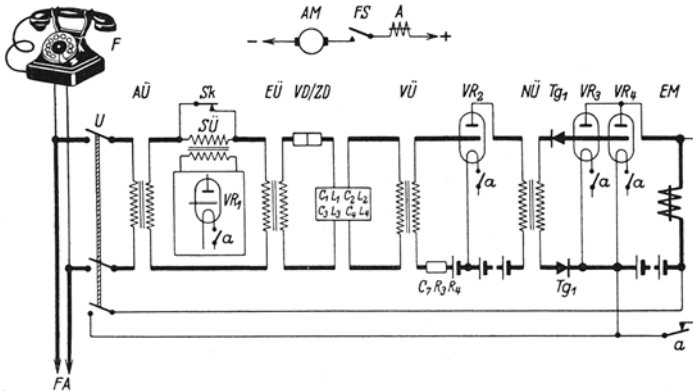 AM FS A
- +
F
AÜ Sk EÜ VD/ZD VÜ VR2 NÜ Tg1 VR3 VR4 EM
U SÜ
VR1
a
a
a
a
C1 L1 C2 L2
C3 L3 C4 L4
C7 R3 R4
Tg1
a
FA